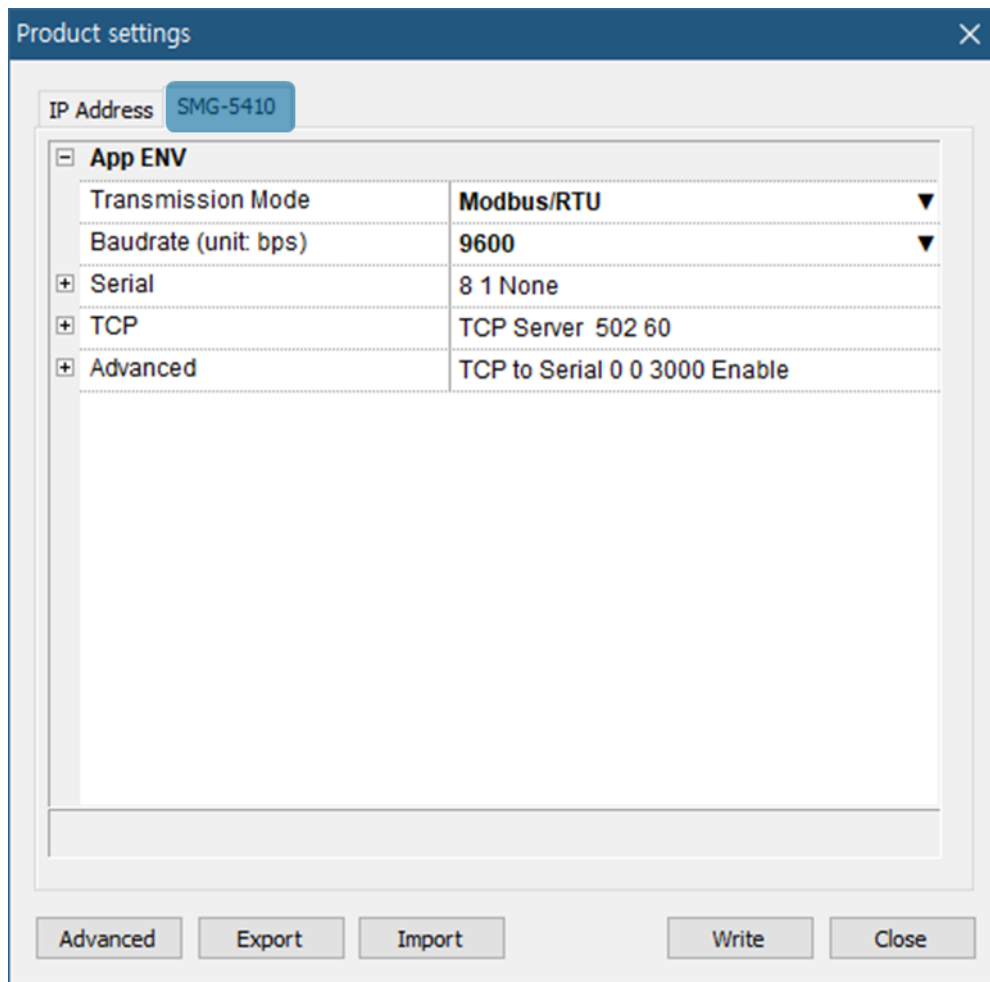 Product settings
IP Address SMG-5410
App ENV
Transmission Mode Modbus/RTU
Baudrate (unit: bps) 9600
Serial 8 1 None
TCP TCP Server 502 60
Advanced TCP to Serial 0 0 3000 Enable
Advanced Export Import Write Close